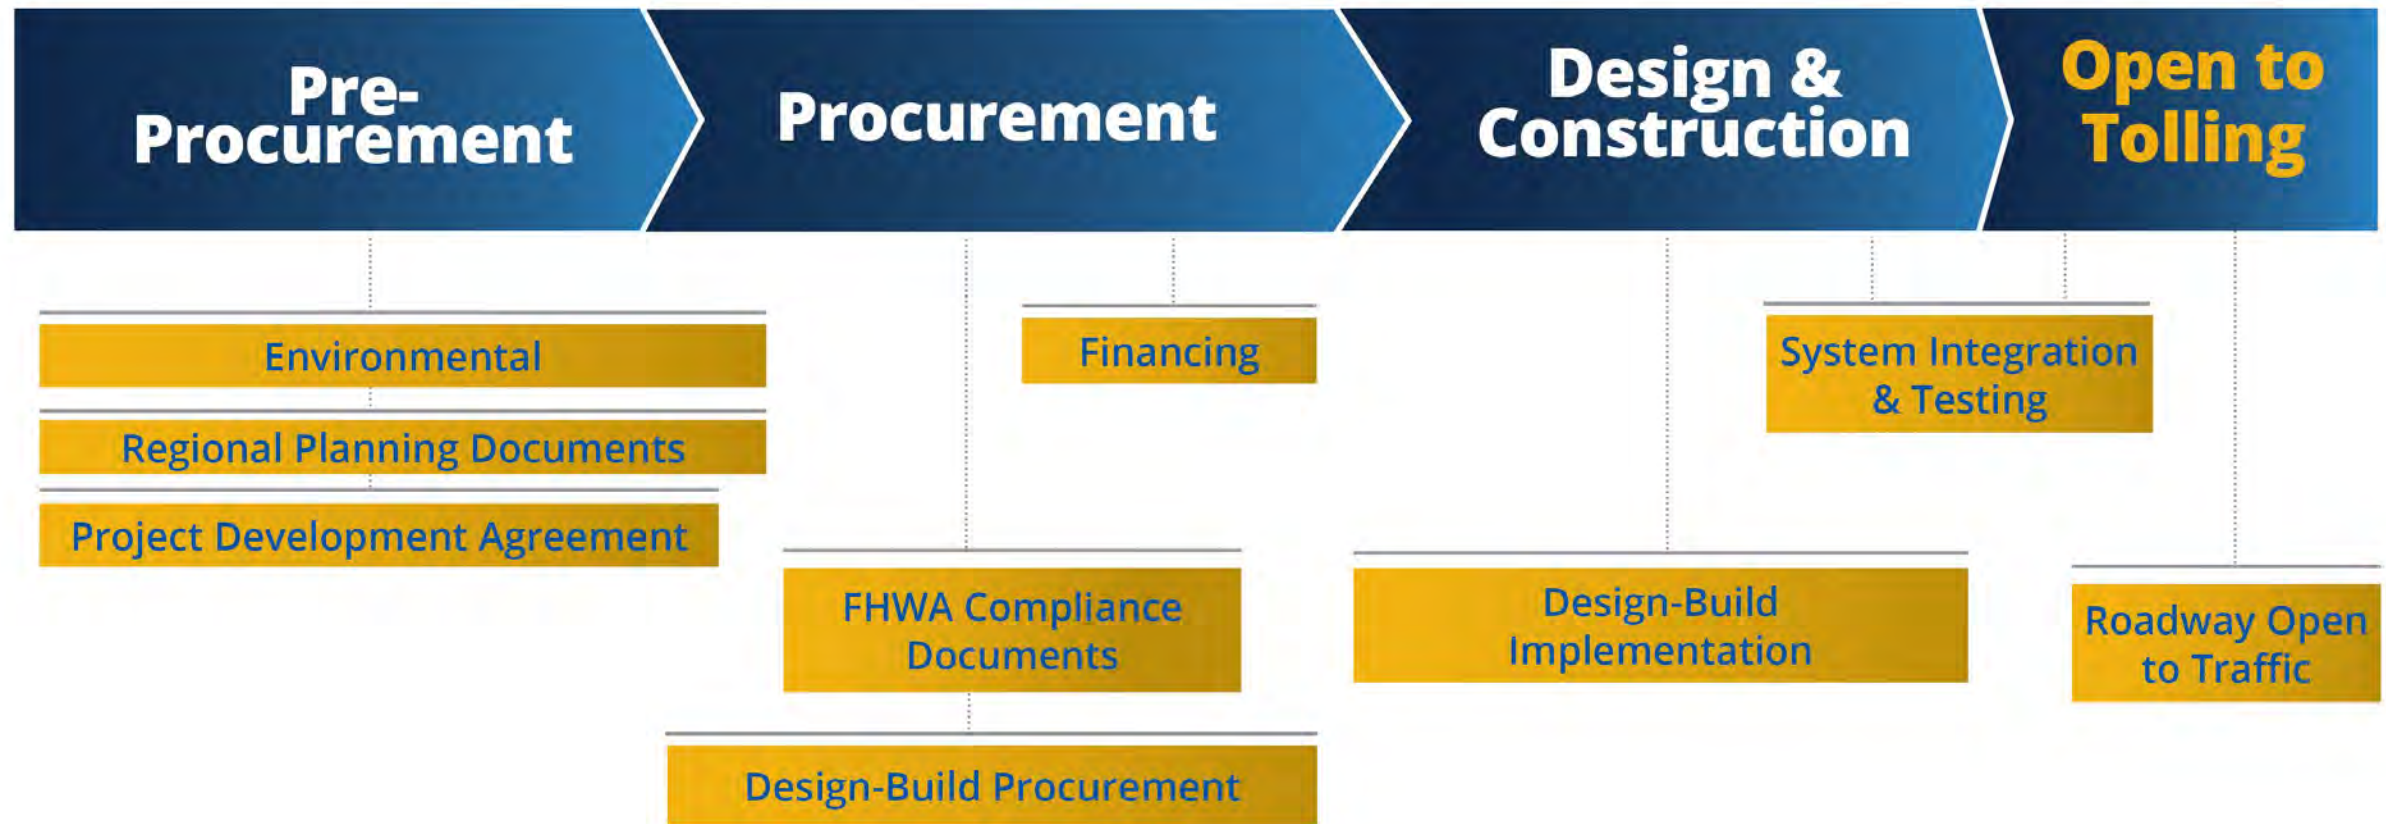 Pre-
Procurement
Procurement
Design &
Construction
Open to
Tolling
Environmental
Regional Planning Documents
Project Development Agreement
Financing
FHWA Compliance
Documents
Design-Build Procurement
System Integration
& Testing
Design-Build
Implementation
Roadway Open
to Traffic